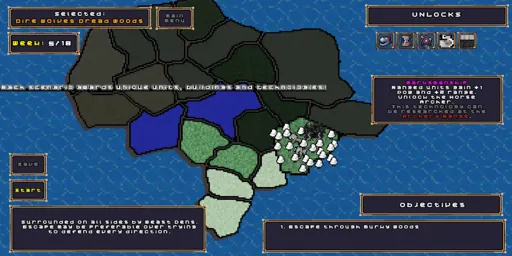 Selected:
Dire Wolves Dread Woods
Main
Menu
UNLOCKS
Week: 5/18
Each scenario awards unique units, buildings and technologies!
Marksmanship
Ranged units gain +1
Pow and +2 range.
Unlock the Horse
Archer.
This technology can
be researched at the
Archery Range.
Save
Start
Objectives
Surrounded on all sides by Beast Dens
escape may be preferable over trying
to defend every direction.
1. Escape through Murky Woods